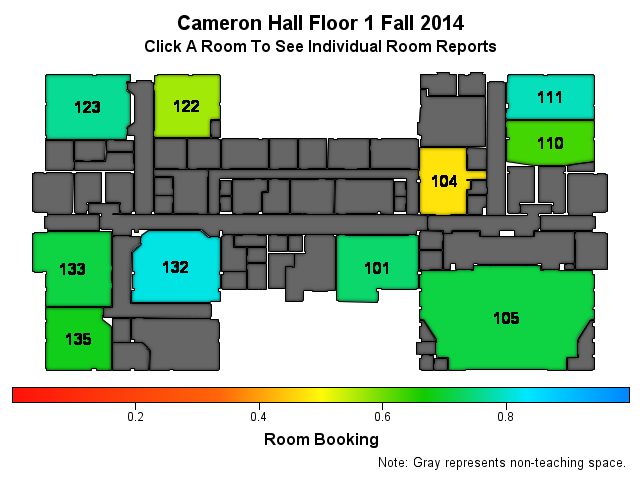 Cameron Hall Floor 1 Fall 2014
Click A Room To See Individual Room Reports
123
122
111
110
104
133
132
101
105
135
0.2 0.4 0.6 0.8
Room Booking
Note: Gray represents non-teaching space.